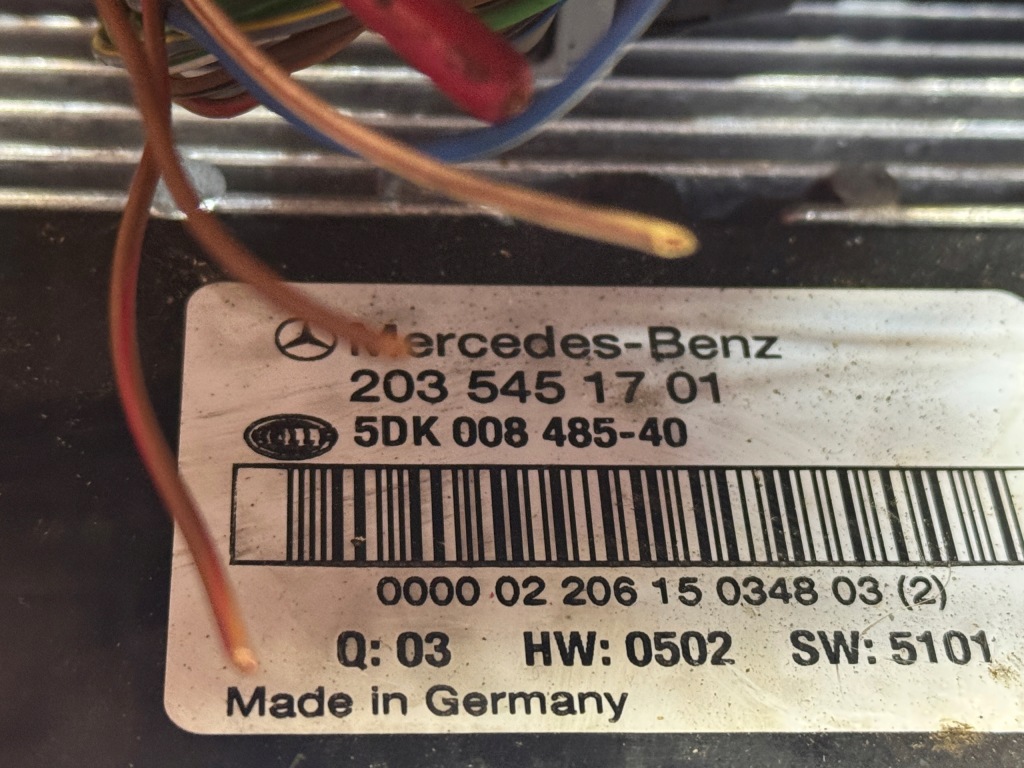 Mercedes-Benz
203 545 17 01
HELLA 5DK 008 485-40
0000 02 206 15 0348 03 (2)
Q: 03 HW: 0502 SW: 5101
Made in Germany